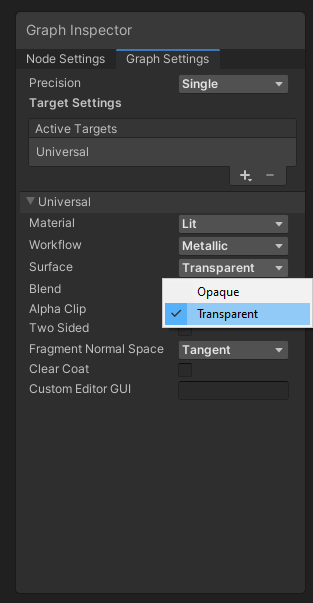 Graph Inspector
Node Settings Graph Settings
Precision Single
Target Settings
Active Targets
Universal
+ −
Universal
Material Lit
Workflow Metallic
Surface Transparent
Blend Opaque
Alpha Clip Transparent
Two Sided
Fragment Normal Space Tangent
Clear Coat
Custom Editor GUI